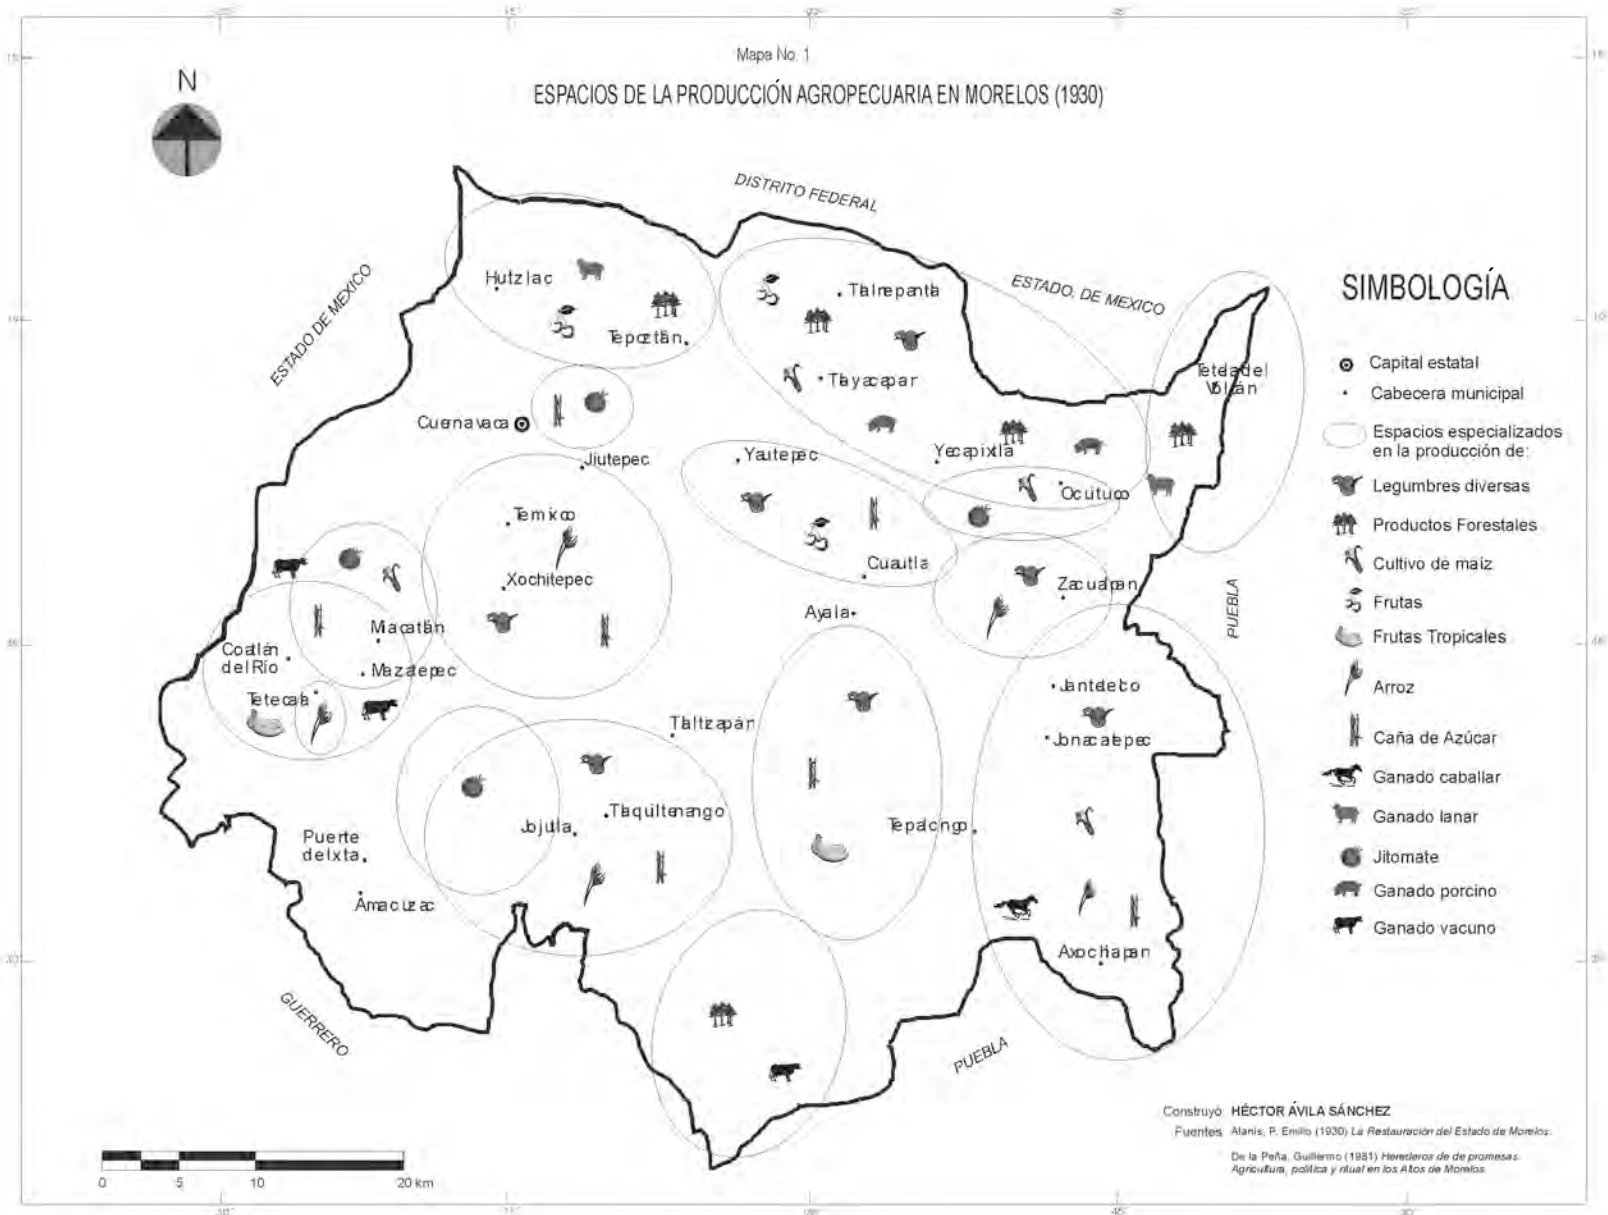 Mapa No. 1
ESPACIOS DE LA PRODUCCIÓN AGROPECUARIA EN MORELOS (1930)
N
DISTRITO FEDERAL
ESTADO DE MEXICO
ESTADO. DE MEXICO
Hutzlac
Tepoztlán
Tlalnepantla
Tlayacapan
Tetela del
Volcán
Cuernavaca
Jiutepec
Yautepec
Yecapixtla
Ocutuco
Temixco
Xochitepec
Cuautla
Zacualpan
Ayala
PUEBLA
Miacatlán
Coatlán
del Río
Mazatepec
Tetecala
Jantetelco
Jonacatepec
Tlaltizapán
Tlaquiltenango
Jojutla
Tepalcingo
Puente
de Ixta
Amacuzac
Axochiapan
GUERRERO
PUEBLA
SIMBOLOGÍA
Capital estatal
Cabecera municipal
Espacios especializados
en la producción de:
Legumbres diversas
Productos Forestales
Cultivo de maíz
Frutas
Frutas Tropicales
Arroz
Caña de Azúcar
Ganado caballar
Ganado lanar
Jitomate
Ganado porcino
Ganado vacuno
Construyó HÉCTOR ÁVILA SÁNCHEZ
Fuentes Alanís, P. Emilio (1930) La Restauración del Estado de Morelos.
De la Peña, Guillermo (1981) Herederos de de promesas.
Agricultura, política y ritual en los Altos de Morelos.
0 5 10 20 km